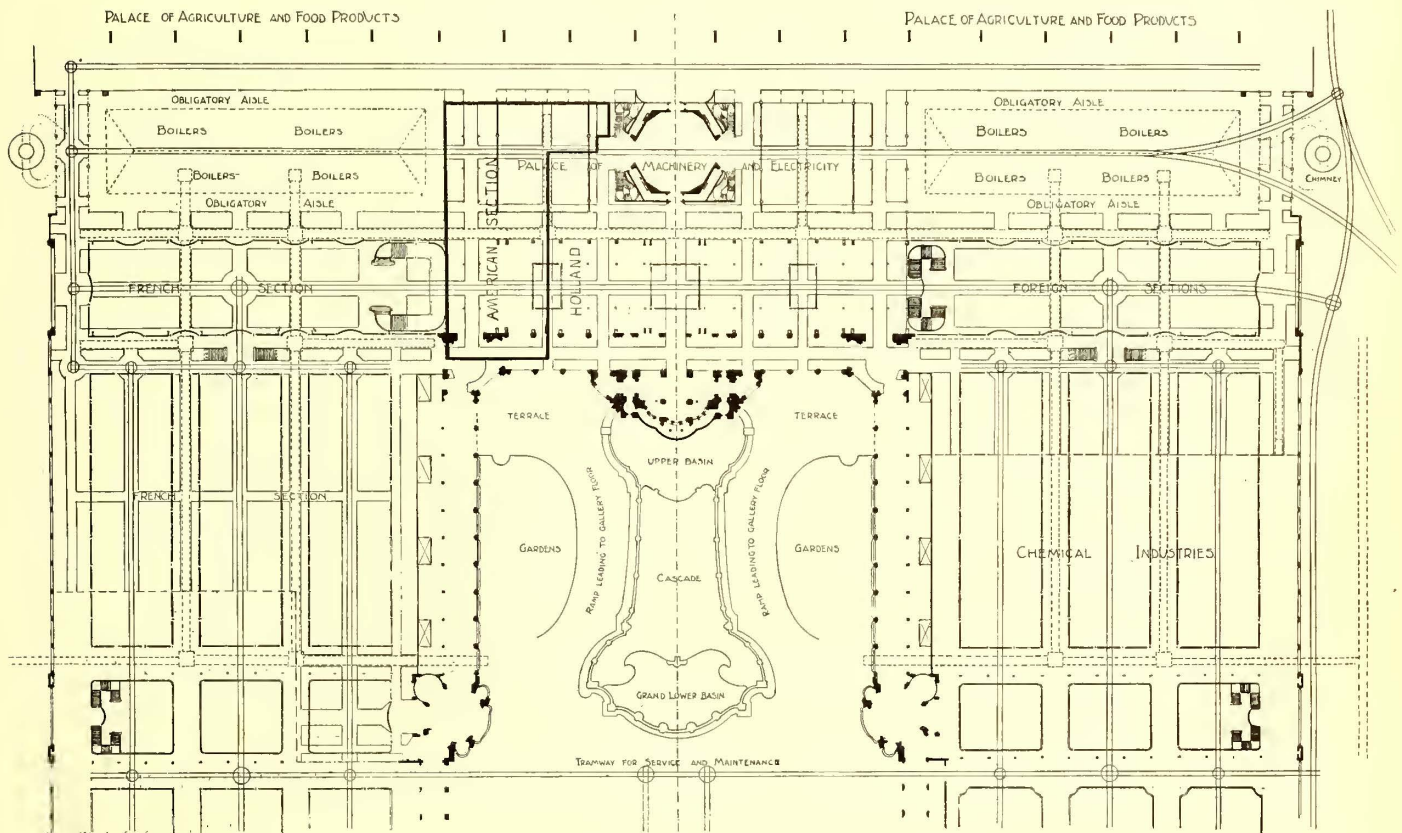 PALACE OF AGRICULTURE AND FOOD PRODUCTS
PALACE OF AGRICULTURE AND FOOD PRODUCTS
OBLIGATORY AISLE
OBLIGATORY AISLE
BOILERS BOILERS
BOILERS BOILERS
PALACE OF MACHINERY AND ELECTRICITY
BOILERS BOILERS
BOILERS BOILERS
CHIMNEY
OBLIGATORY AISLE
OBLIGATORY AISLE
AMERICAN SECTION
HOLLAND
FRENCH SECTION
FOREIGN SECTIONS
TERRACE
TERRACE
UPPER BASIN
RAMP LEADING TO GALLERY FLOOR
RAMP LEADING TO GALLERY FLOOR
FRENCH SECTION
GARDENS
GARDENS
CHEMICAL INDUSTRIES
CASCADE
GRAND LOWER BASIN
TRAMWAY FOR SERVICE AND MAINTENANCE